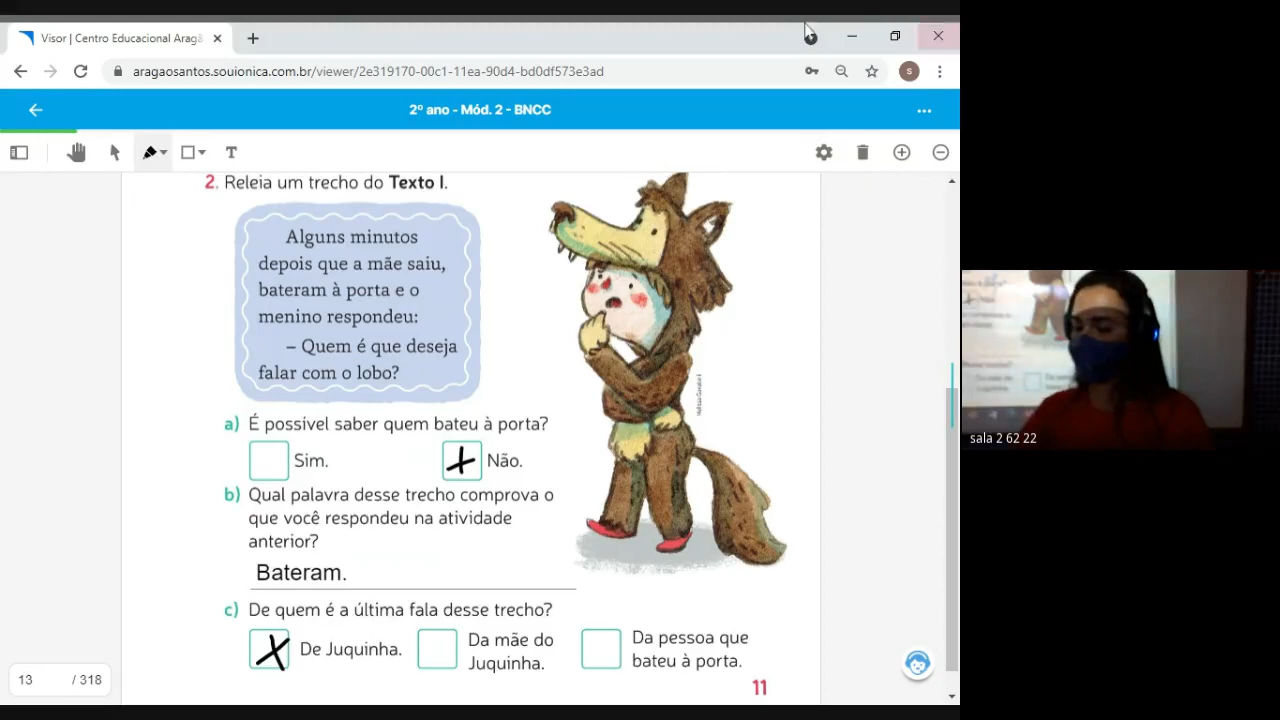 Visor | Centro Educacional Aragã
aragaosantos.souionica.com.br/viewer/2e319170-00c1-11ea-90d4-bd0df573e3ad
S
2º ano - Mód. 2 - BNCC
T
2. Releia um trecho do Texto I.
Alguns minutos
depois que a mãe saiu,
bateram à porta e o
menino respondeu:
– Quem é que deseja
falar com o lobo?
a) É possível saber quem bateu à porta?
Sim.
Não.
b) Qual palavra desse trecho comprova o
que você respondeu na atividade
anterior?
Bateram.
c) De quem é a última fala desse trecho?
De Juquinha.
Da mãe do
Juquinha.
Da pessoa que
bateu à porta.
11
13 / 318
sala 2 62 22